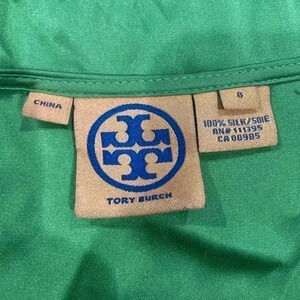 CHINA
TORY BURCH
8
100% SILK/SOIE
RN# 111395
CA 00985